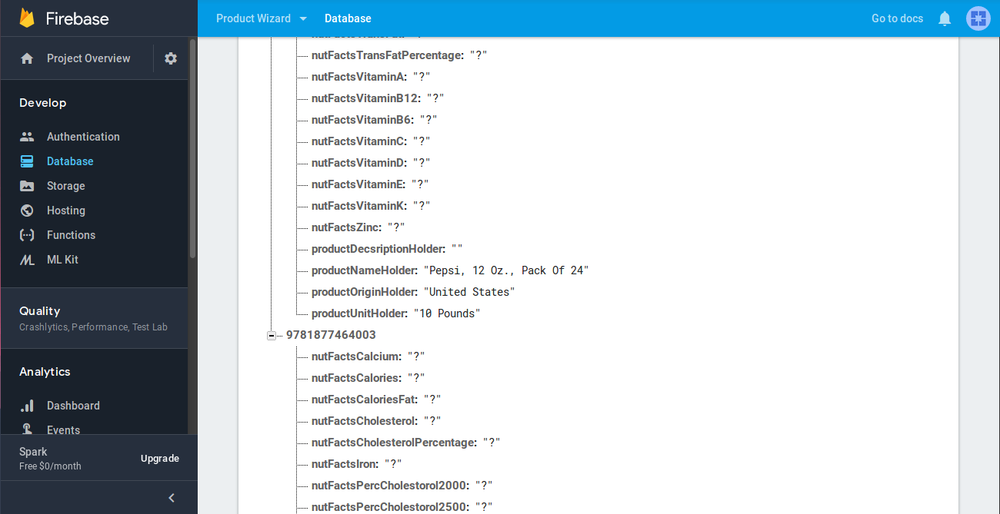 Firebase
Product Wizard
Database
Go to docs
Project Overview
Develop
Authentication
Database
Storage
Hosting
Functions
ML Kit
Quality
Crashlytics, Performance, Test Lab
Analytics
Dashboard
Events
Spark
Free $0/month
Upgrade
nutFactsTransFatPercentage: "?"
nutFactsVitaminA: "?"
nutFactsVitaminB12: "?"
nutFactsVitaminB6: "?"
nutFactsVitaminC: "?"
nutFactsVitaminD: "?"
nutFactsVitaminE: "?"
nutFactsVitaminK: "?"
nutFactsZinc: "?"
productDecsriptionHolder: ""
productNameHolder: "Pepsi, 12 Oz., Pack Of 24"
productOriginHolder: "United States"
productUnitHolder: "10 Pounds"
9781877464003
nutFactsCalcium: "?"
nutFactsCalories: "?"
nutFactsCaloriesFat: "?"
nutFactsCholesterol: "?"
nutFactsCholesterolPercentage: "?"
nutFactsIron: "?"
nutFactsPercCholestorol2000: "?"
nutFactsPercCholestorol2500: "?"